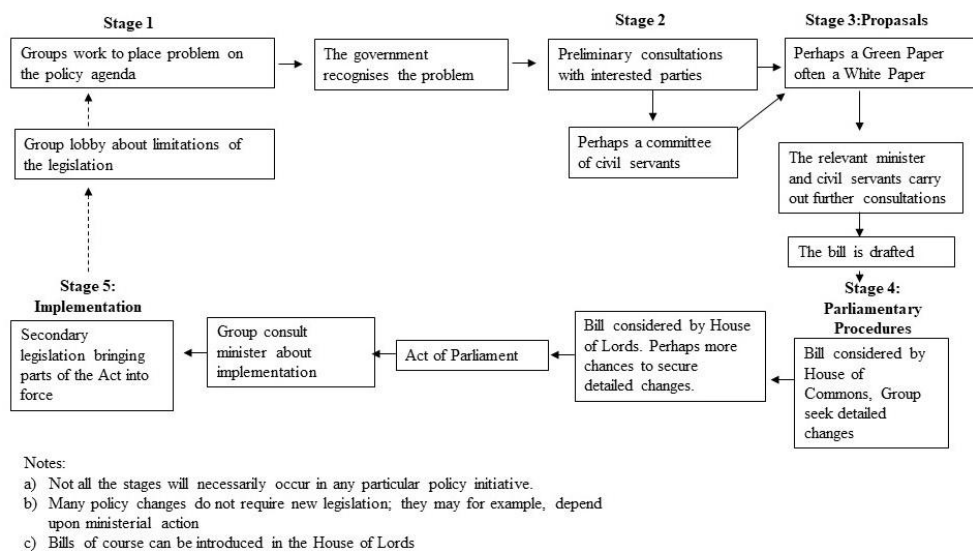 Stage 1
Groups work to place problem on
the policy agenda
The government
recognises the problem
Stage 2
Preliminary consultations
with interested parties
Perhaps a committee
of civil servants
Stage 3:Propasals
Perhaps a Green Paper
often a White Paper
The relevant minister
and civil servants carry
out further consultations
The bill is drafted
Stage 4:
Parliamentary
Procedures
Bill considered by
House of
Commons, Group
seek detailed
changes
Bill considered by House
of Lords. Perhaps more
chances to secure
detailed changes.
Act of Parliament
Group consult
minister about
implementation
Stage 5:
Implementation
Secondary
legislation bringing
parts of the Act into
force
Group lobby about limitations of
the legislation
Notes:
a) Not all the stages will necessarily occur in any particular policy initiative.
b) Many policy changes do not require new legislation; they may for example, depend
upon ministerial action
c) Bills of course can be introduced in the House of Lords